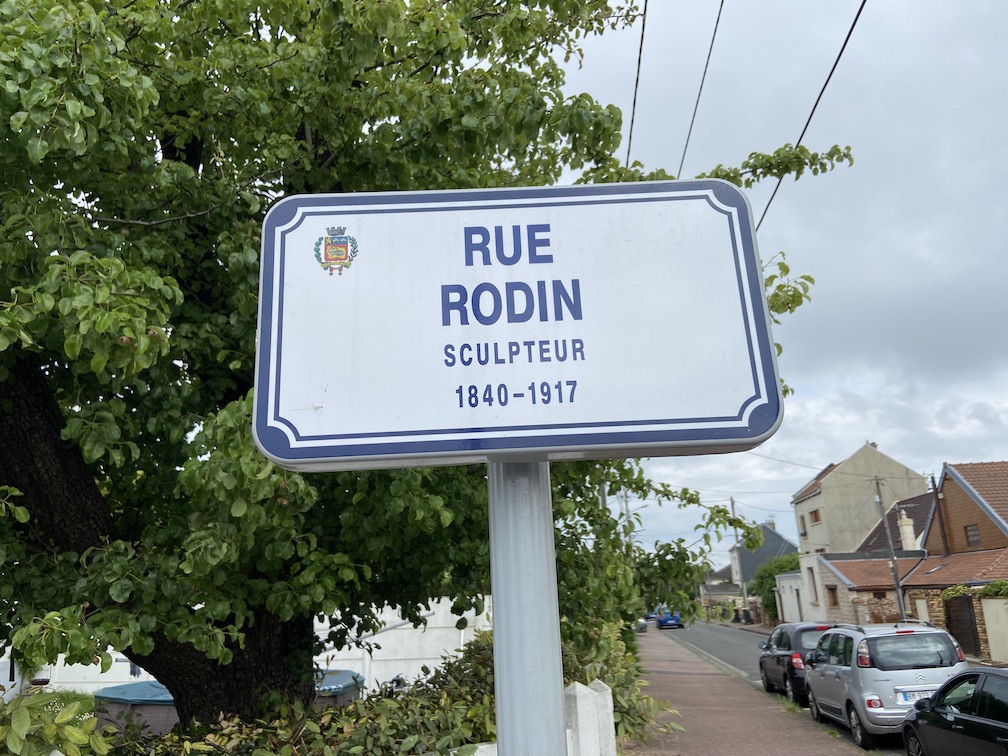 RUE
RODIN
SCULPTEUR
1840-1917